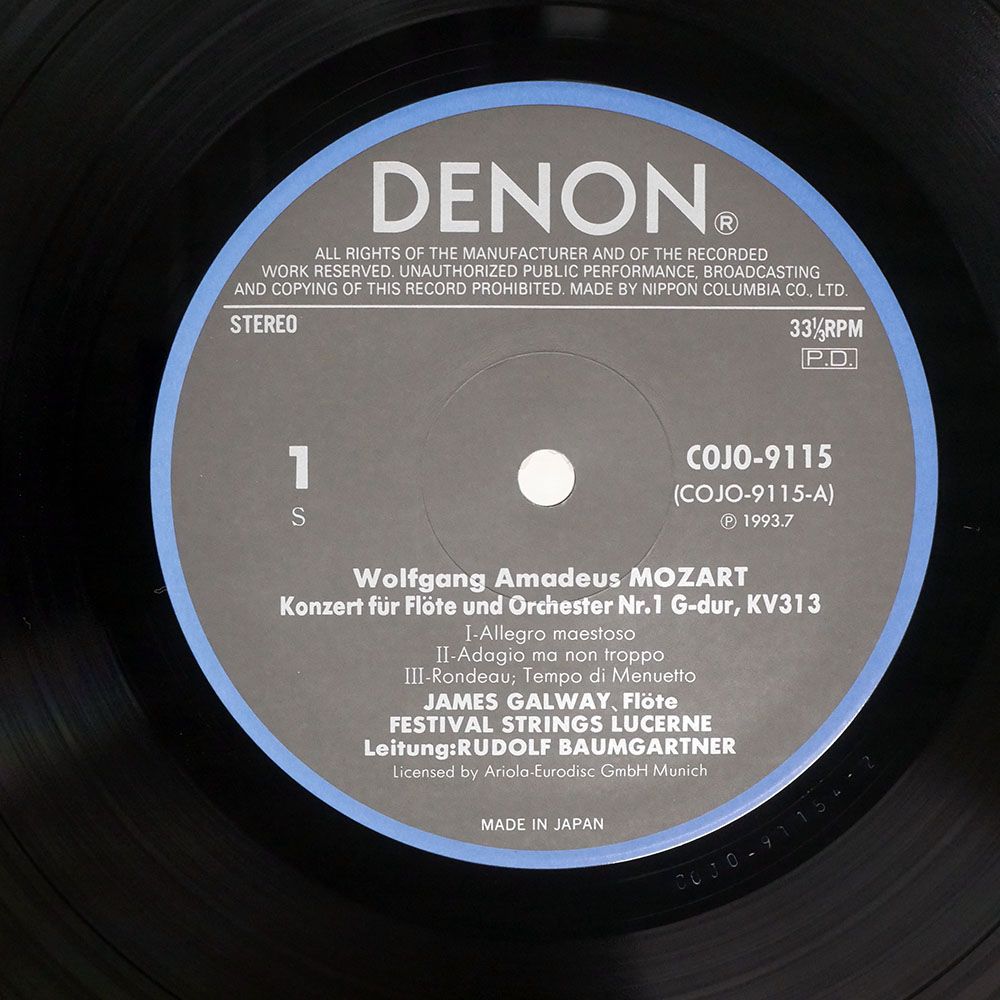 DENON®
ALL RIGHTS OF THE MANUFACTURER AND OF THE RECORDED
WORK RESERVED. UNAUTHORIZED PUBLIC PERFORMANCE, BROADCASTING
AND COPYING OF THIS RECORD PROHIBITED. MADE BY NIPPON COLUMBIA CO., LTD.
STEREO
33⅓RPM
P.D.
1
S
COJO-9115
(COJO-9115-A)
℗ 1993.7
Wolfgang Amadeus MOZART
Konzert für Flöte und Orchester Nr.1 G-dur, KV313
I-Allegro maestoso
II-Adagio ma non troppo
III-Rondeau; Tempo di Menuetto
JAMES GALWAY、Flöte
FESTIVAL STRINGS LUCERNE
Leitung:RUDOLF BAUMGARTNER
Licensed by Ariola-Eurodisc GmbH Munich
MADE IN JAPAN
COJO-9115A-2